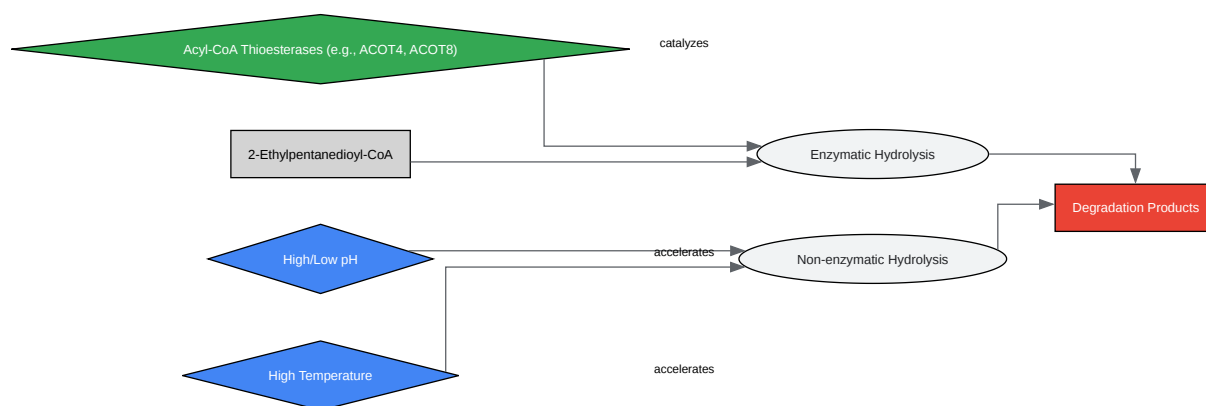 Acyl-CoA Thioesterases (e.g., ACOT4, ACOT8)
catalyzes
2-Ethylpentanedioyl-CoA
Enzymatic Hydrolysis
Degradation Products
High/Low pH
accelerates
Non-enzymatic Hydrolysis
High Temperature
accelerates